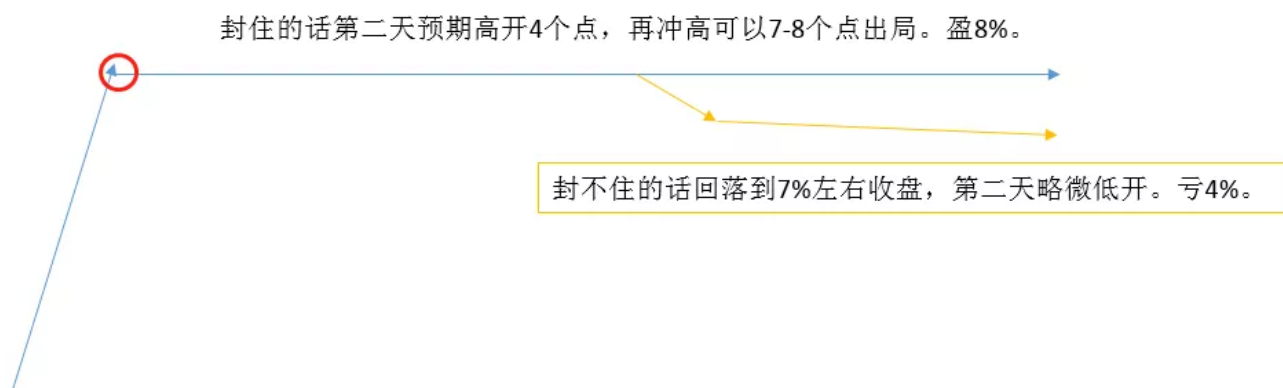 封住的话第二天预期高开4个点，再冲高可以7-8个点出局。盈8%。
封不住的话回落到7%左右收盘，第二天略微低开。亏4%。